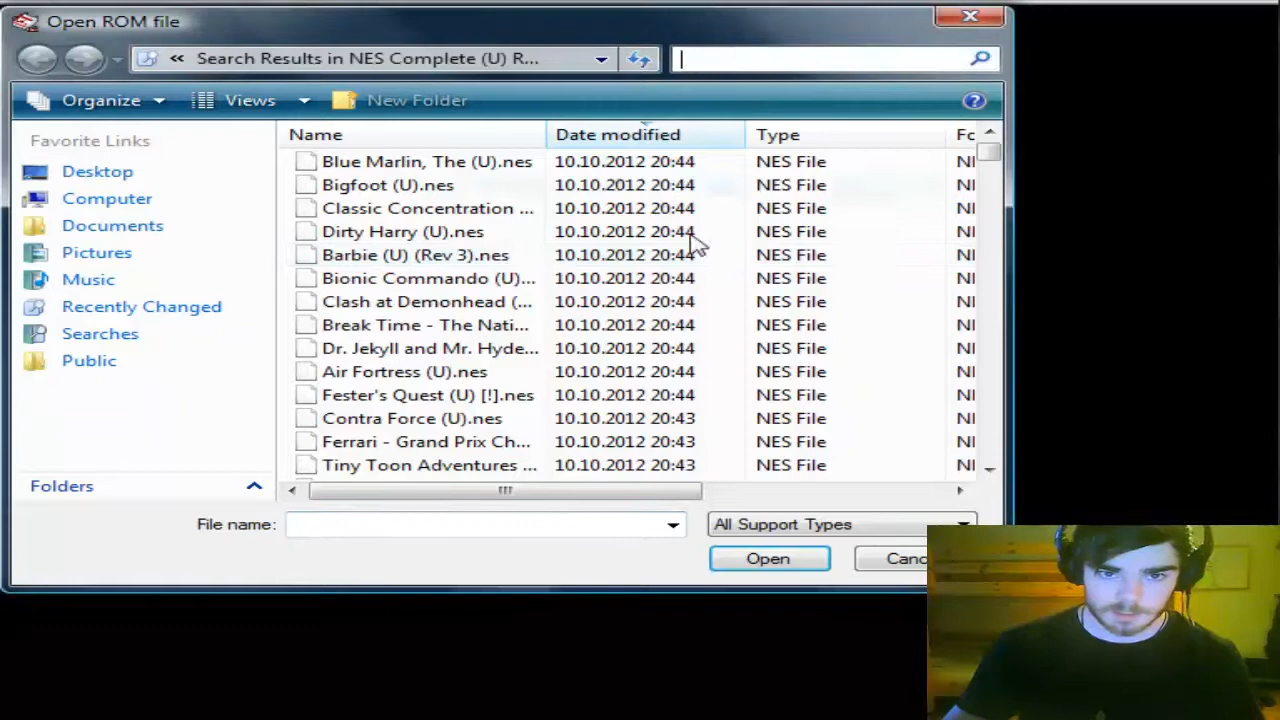 Open ROM file
« Search Results in NES Complete (U) R...
Organize Views New Folder
Favorite Links
Desktop
Computer
Documents
Pictures
Music
Recently Changed
Searches
Public
Folders
Name Date modified Type
Blue Marlin, The (U).nes 10.10.2012 20:44 NES File
Bigfoot (U).nes 10.10.2012 20:44 NES File
Classic Concentration ... 10.10.2012 20:44 NES File
Dirty Harry (U).nes 10.10.2012 20:44 NES File
Barbie (U) (Rev 3).nes 10.10.2012 20:44 NES File
Bionic Commando (U)... 10.10.2012 20:44 NES File
Clash at Demonhead (... 10.10.2012 20:44 NES File
Break Time - The Nati... 10.10.2012 20:44 NES File
Dr. Jekyll and Mr. Hyde... 10.10.2012 20:44 NES File
Air Fortress (U).nes 10.10.2012 20:44 NES File
Fester's Quest (U) [!].nes 10.10.2012 20:44 NES File
Contra Force (U).nes 10.10.2012 20:43 NES File
Ferrari - Grand Prix Ch... 10.10.2012 20:43 NES File
Tiny Toon Adventures ... 10.10.2012 20:43 NES File
File name: All Support Types
Open Canc